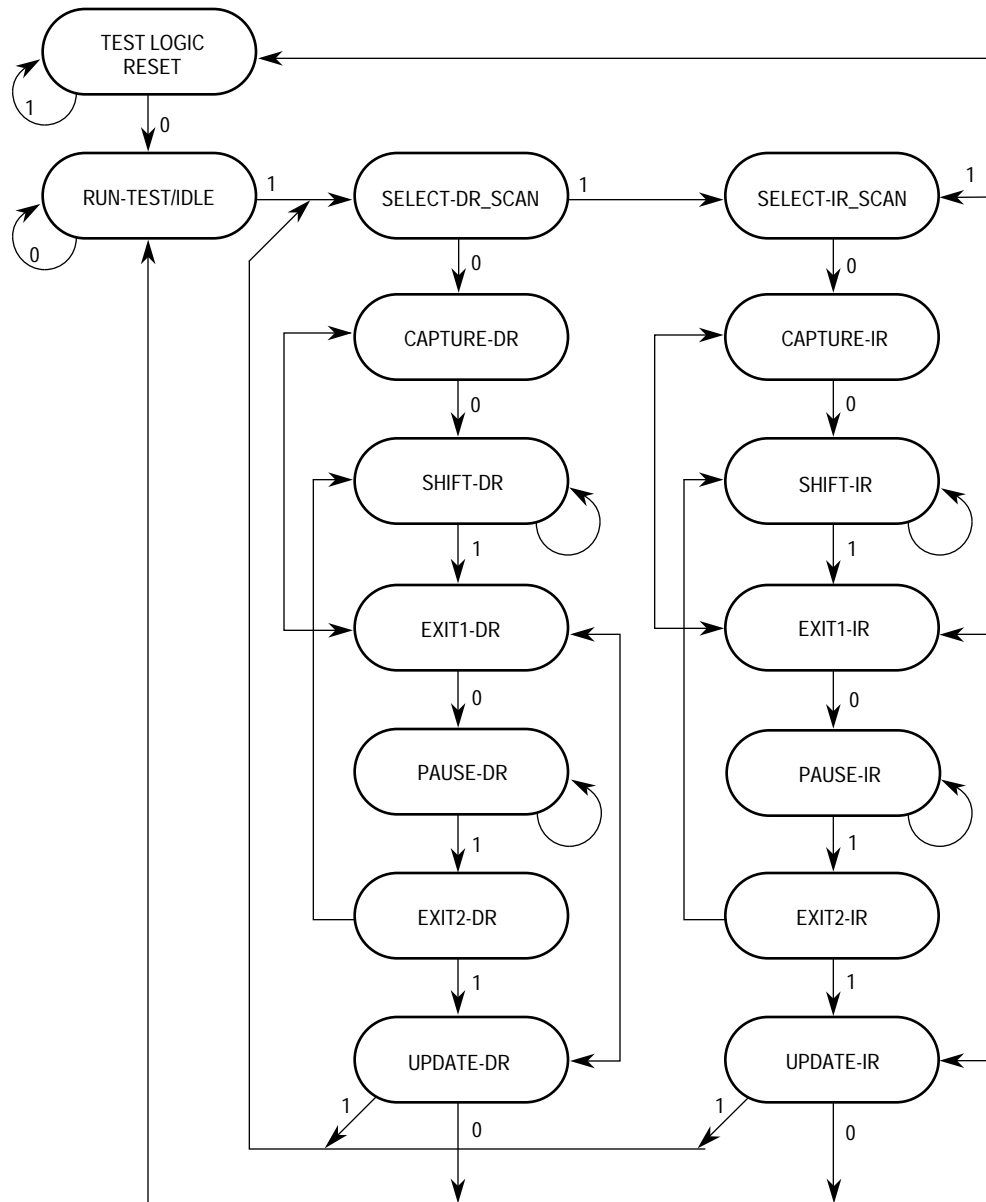 TEST LOGIC
RESET
1
0
RUN-TEST/IDLE
1
SELECT-DR_SCAN
1
SELECT-IR_SCAN
1
0
0
0
CAPTURE-DR
CAPTURE-IR
0
0
SHIFT-DR
SHIFT-IR
1
1
EXIT1-DR
EXIT1-IR
0
0
PAUSE-DR
PAUSE-IR
1
1
EXIT2-DR
EXIT2-IR
1
1
UPDATE-DR
UPDATE-IR
1
0
1
0